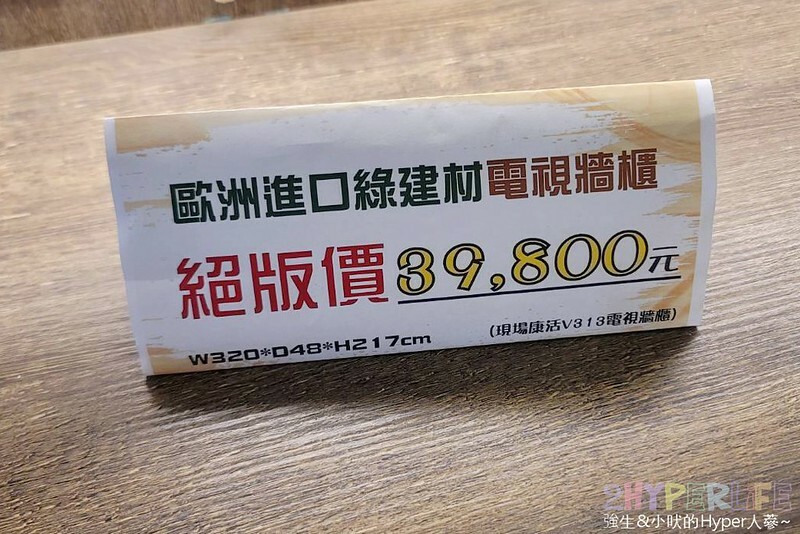 歐洲進口綠建材電視牆櫃
絕版價39,800元
W320*D48*H217cm
(現場康活V313電視牆櫃)
2HYPERLIFE
強生&小吠的Hyper人蔘~